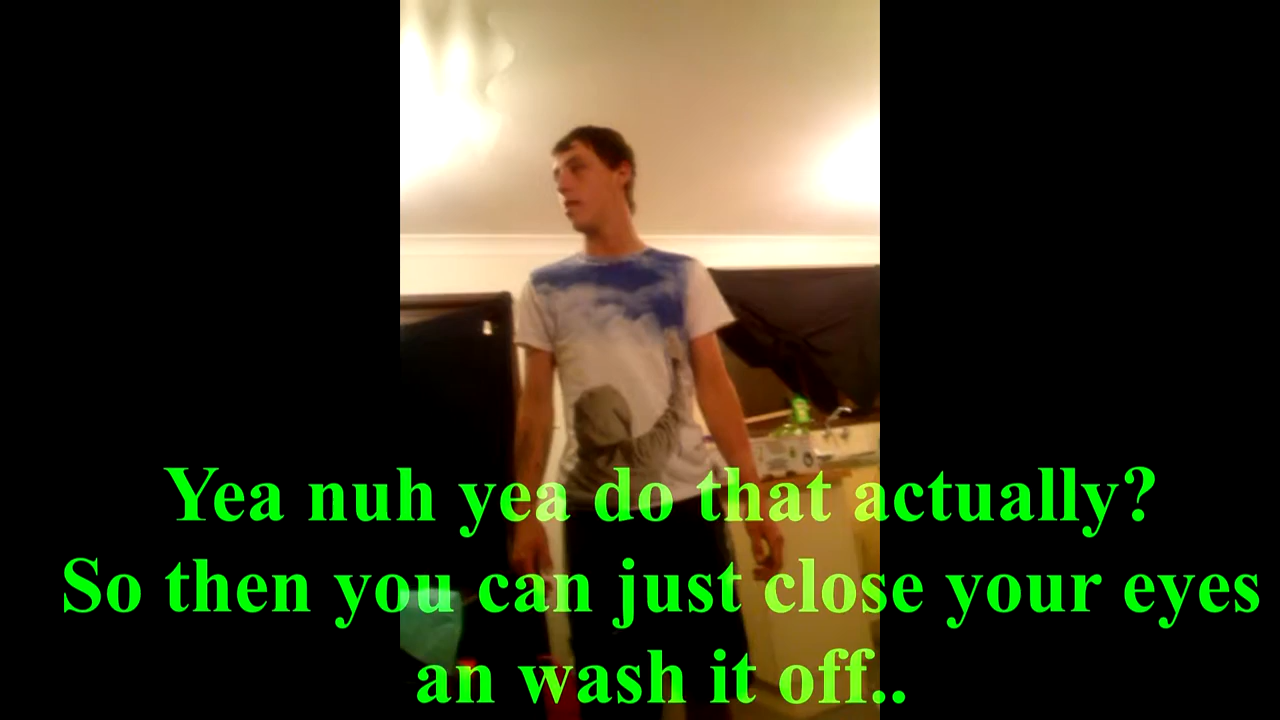 Yea nuh yea do that actually?
So then you can just close your eyes
an wash it off..